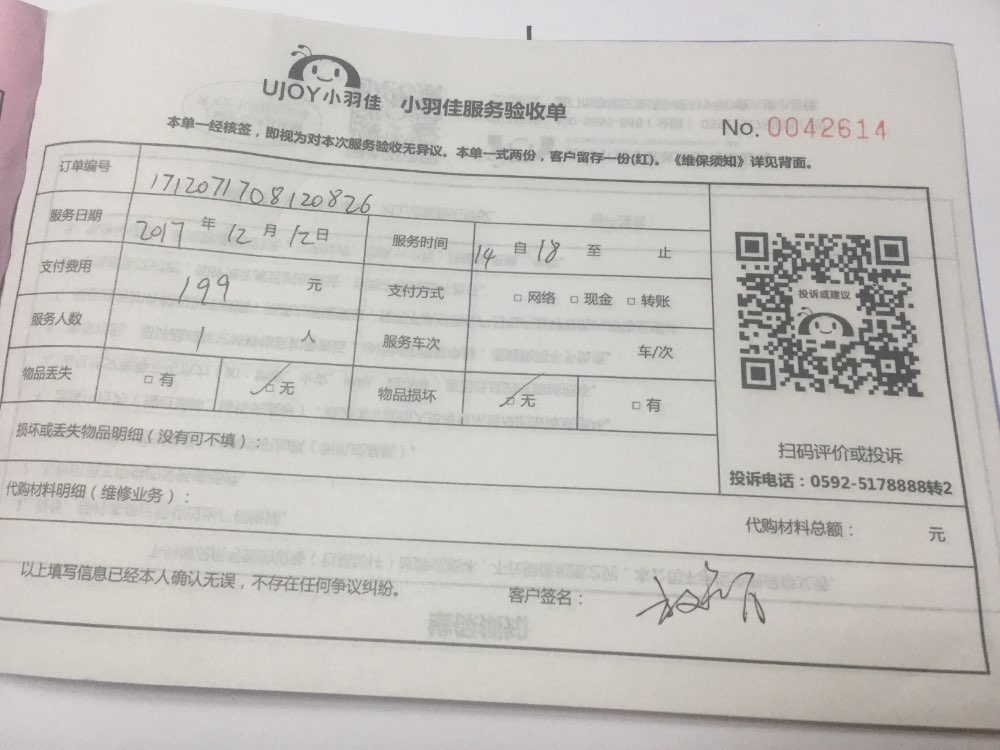 UJOY小羽佳 小羽佳服务验收单
No. 0042614
本单一经核签，即视为对本次服务验收无异议。本单一式两份，客户留存一份(红)。《维保须知》详见背面。
订单编号 1712071708120826
服务日期 2017 年 12 月 12 日 服务时间 14 自 18 至 止
支付费用 199 元 支付方式 □ 网络 □ 现金 □ 转账
服务人数 1 人 服务车次 车/次
物品丢失 □ 有 ☑ 无 物品损坏 ☑ 无 □ 有
损坏或丢失物品明细（没有可不填）：
投诉或建议
扫码评价或投诉
投诉电话：0592-5178888转2
代购材料明细（维修业务）：
代购材料总额： 元
以上填写信息已经本人确认无误，不存在任何争议纠纷。 客户签名：